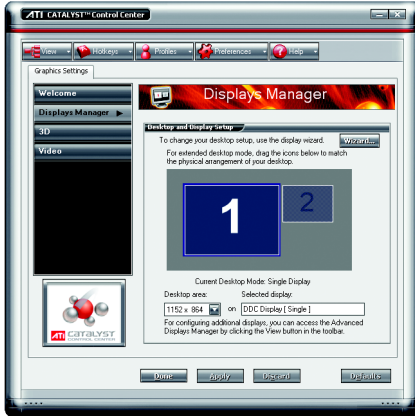 ATI CATALYST™ Control Center
View Hotkeys Profiles Preferences Help
Graphics Settings
Welcome
Displays Manager
3D
Video
Displays Manager
Desktop and Display Setup
To change your desktop setup, use the display wizard. Wizard...
For extended desktop mode, drag the icons below to match
the physical arrangement of your desktop.
1 2
Current Desktop Mode: Single Display
Desktop area: Selected display:
1152 x 864 on DDC Display [ Single ]
For configuring additional displays, you can access the Advanced
Displays Manager by clicking the View button in the toolbar.
ATI CATALYST
CONTROL CENTER
Done Apply Discard Defaults